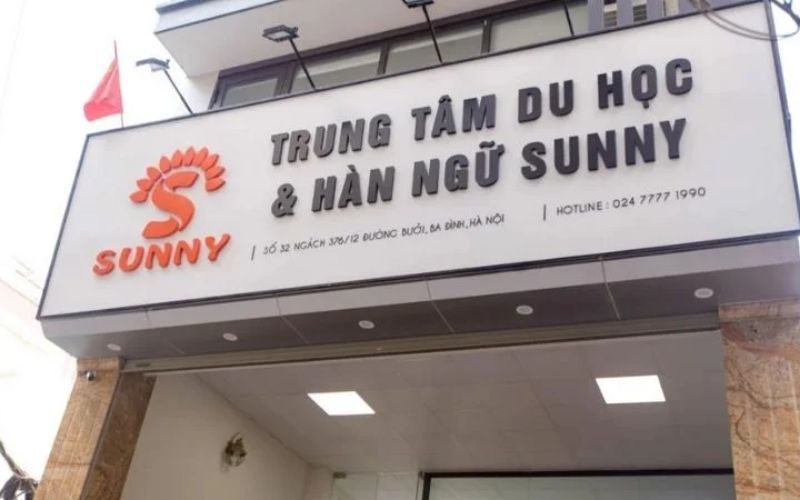 TRUNG TÂM DU HỌC
& HÀN NGỮ SUNNY
SUNNY
SỐ 32 NGÁCH 376/12 ĐƯỜNG BƯỞI, BA ĐÌNH, HÀ NỘI
HOTLINE : 024 7777 1990